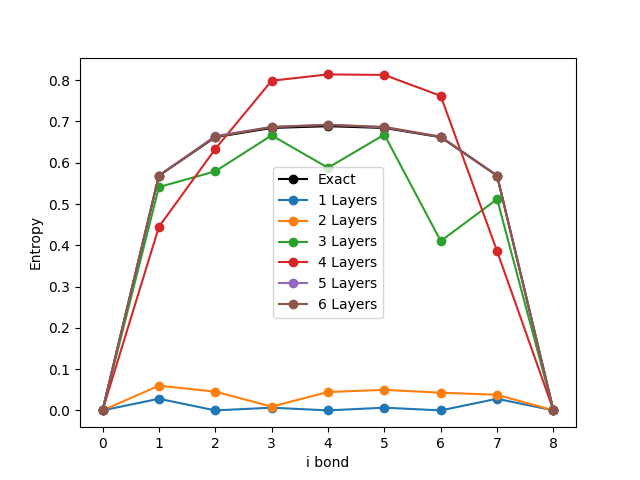 0.8
0.7
0.6
0.5
0.4
0.3
0.2
0.1
0.0
Entropy
Exact
1 Layers
2 Layers
3 Layers
4 Layers
5 Layers
6 Layers
0 1 2 3 4 5 6 7 8
i bond